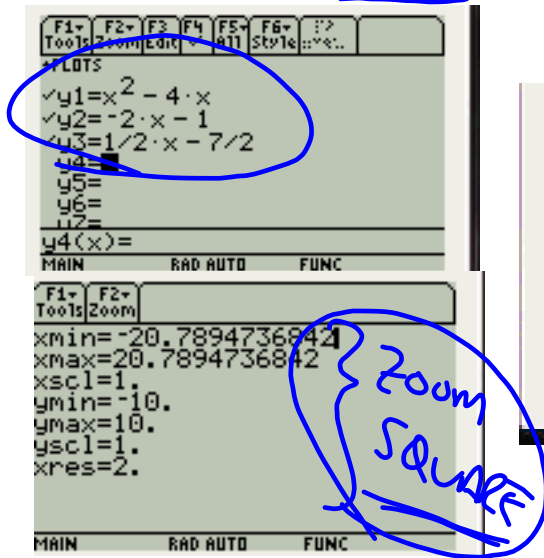 F1▾ F2▾ F3 F4 F5▾ F6▾
Tools Zoom Edit ✓ All Style
PLOTS
✓y1=x² - 4·x
✓y2=-2·x - 1
✓y3=1/2·x - 7/2
y4=
y5=
y6=
y7=
y4(x)=
MAIN RAD AUTO FUNC
F1▾ F2▾
Tools Zoom
xmin=-20.7894736842
xmax=20.7894736842
xscl=1.
ymin=-10.
ymax=10.
yscl=1.
xres=2.
MAIN RAD AUTO FUNC
ZOOM
SQUARE